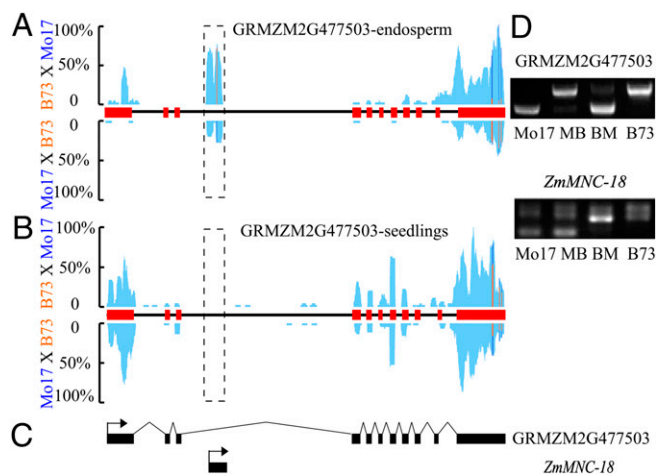 A
GRMZM2G477503-endosperm
B73 X Mo17
100%
50%
0
0
50%
100%
Mo17 X B73
B
GRMZM2G477503-seedlings
B73 X Mo17
100%
50%
0
0
50%
100%
Mo17 X B73
C
GRMZM2G477503
ZmMNC-18
D
GRMZM2G477503
Mo17 MB BM B73
ZmMNC-18
Mo17 MB BM B73